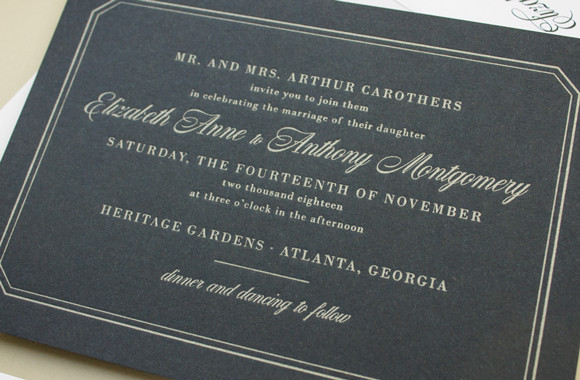 MR. AND MRS. ARTHUR CAROTHERS
invite you to join them
in celebrating the marriage of their daughter
Elizabeth Anne to Anthony Montgomery
SATURDAY, THE FOURTEENTH OF NOVEMBER
two thousand eighteen
at three o'clock in the afternoon
HERITAGE GARDENS · ATLANTA, GEORGIA
dinner and dancing to follow